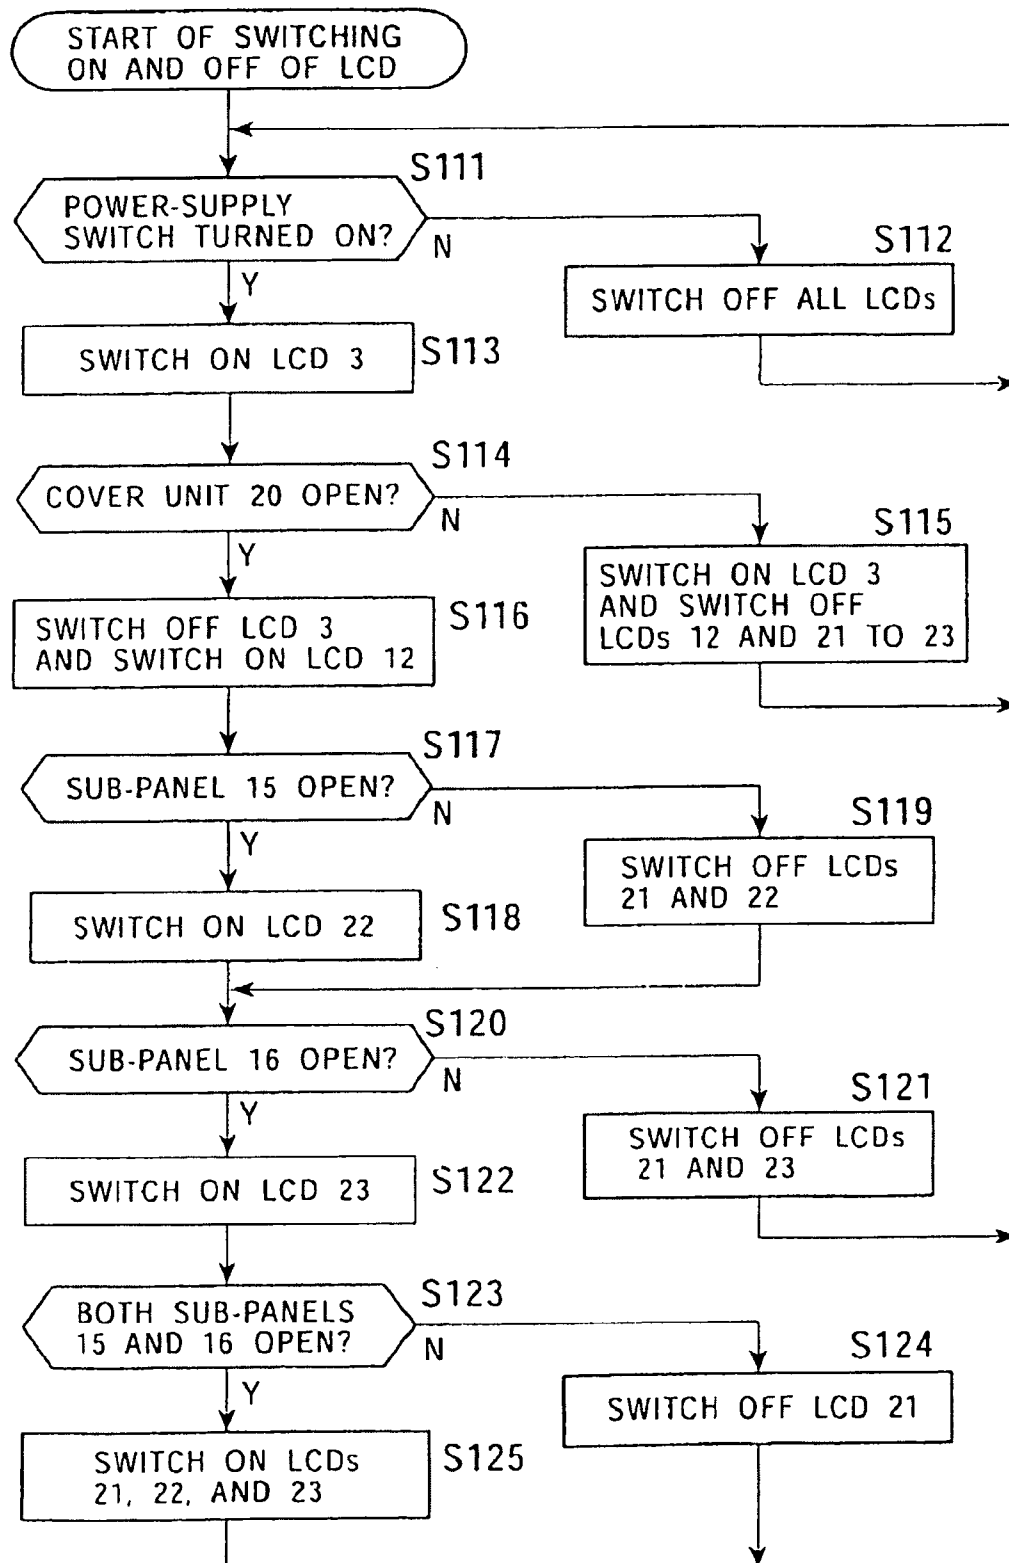 START OF SWITCHING
ON AND OFF OF LCD
S111
POWER-SUPPLY
SWITCH TURNED ON?
N
Y
S112
SWITCH OFF ALL LCDs
S113
SWITCH ON LCD 3
S114
COVER UNIT 20 OPEN?
N
Y
S115
SWITCH ON LCD 3
AND SWITCH OFF
LCDs 12 AND 21 TO 23
S116
SWITCH OFF LCD 3
AND SWITCH ON LCD 12
S117
SUB-PANEL 15 OPEN?
N
Y
S119
SWITCH OFF LCDs
21 AND 22
S118
SWITCH ON LCD 22
S120
SUB-PANEL 16 OPEN?
N
Y
S121
SWITCH OFF LCDs
21 AND 23
S122
SWITCH ON LCD 23
S123
BOTH SUB-PANELS
15 AND 16 OPEN?
N
Y
S124
SWITCH OFF LCD 21
S125
SWITCH ON LCDs
21, 22, AND 23